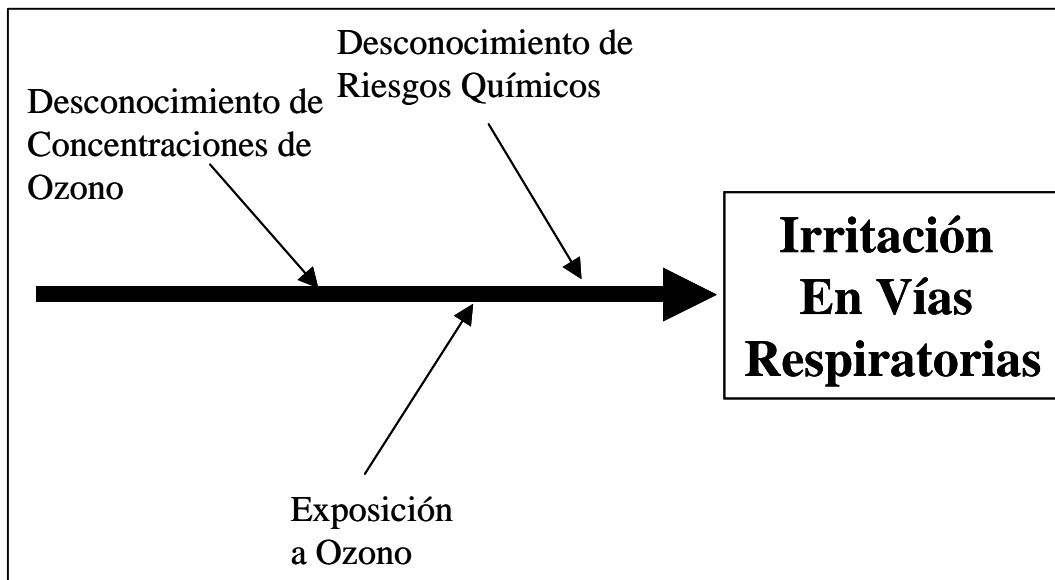 Desconocimiento de
Riesgos Químicos
Desconocimiento de
Concentraciones de
Ozono
Irritación
En Vías
Respiratorias
Exposición
a Ozono